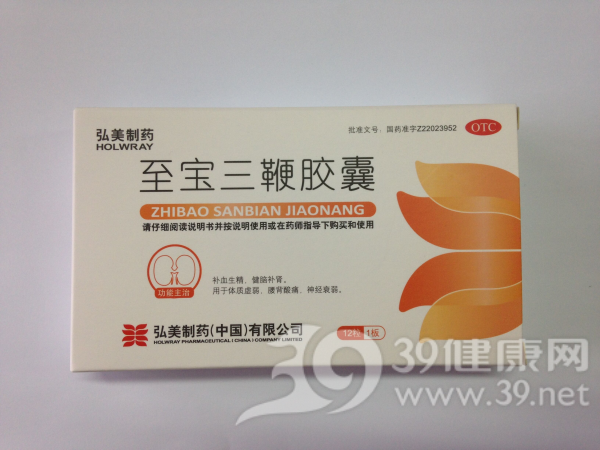 弘美制药
HOLWRAY
批准文号：国药准字Z22023952
OTC
至宝三鞭胶囊
ZHIBAO SANBIAN JIAONANG
请仔细阅读说明书并按说明使用或在药师指导下购买和使用
功能主治
补血生精，健脑补肾。
用于体质虚弱、腰背酸痛、神经衰弱。
弘美制药(中国)有限公司
HOLWRAY PHARMACEUTICAL (CHINA) COMPANY LIMITED
12粒×1板
39健康网
www.39.net